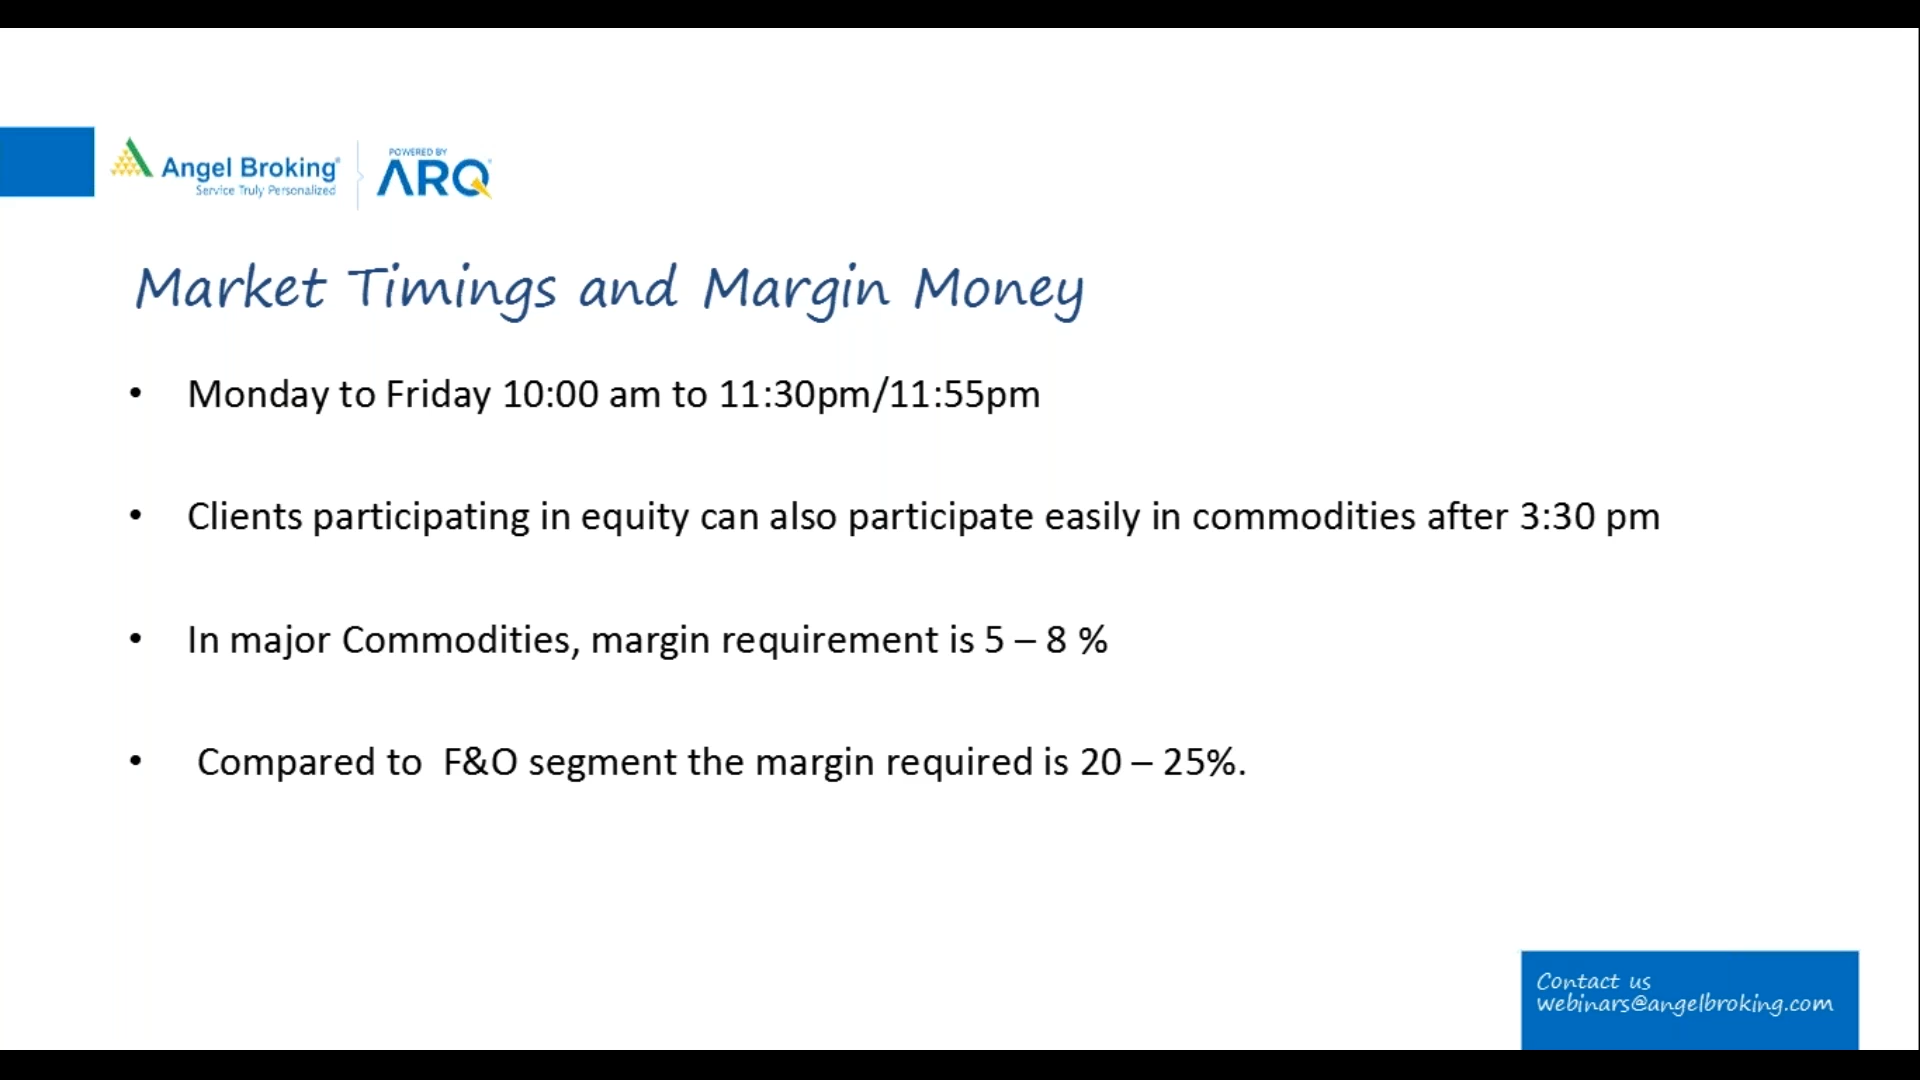 Angel Broking
Service Truly Personalized
POWERED BY
ARQ
Market Timings and Margin Money
• Monday to Friday 10:00 am to 11:30pm/11:55pm
• Clients participating in equity can also participate easily in commodities after 3:30 pm
• In major Commodities, margin requirement is 5 – 8 %
• Compared to F&O segment the margin required is 20 – 25%.
Contact us
webinars@angelbroking.com